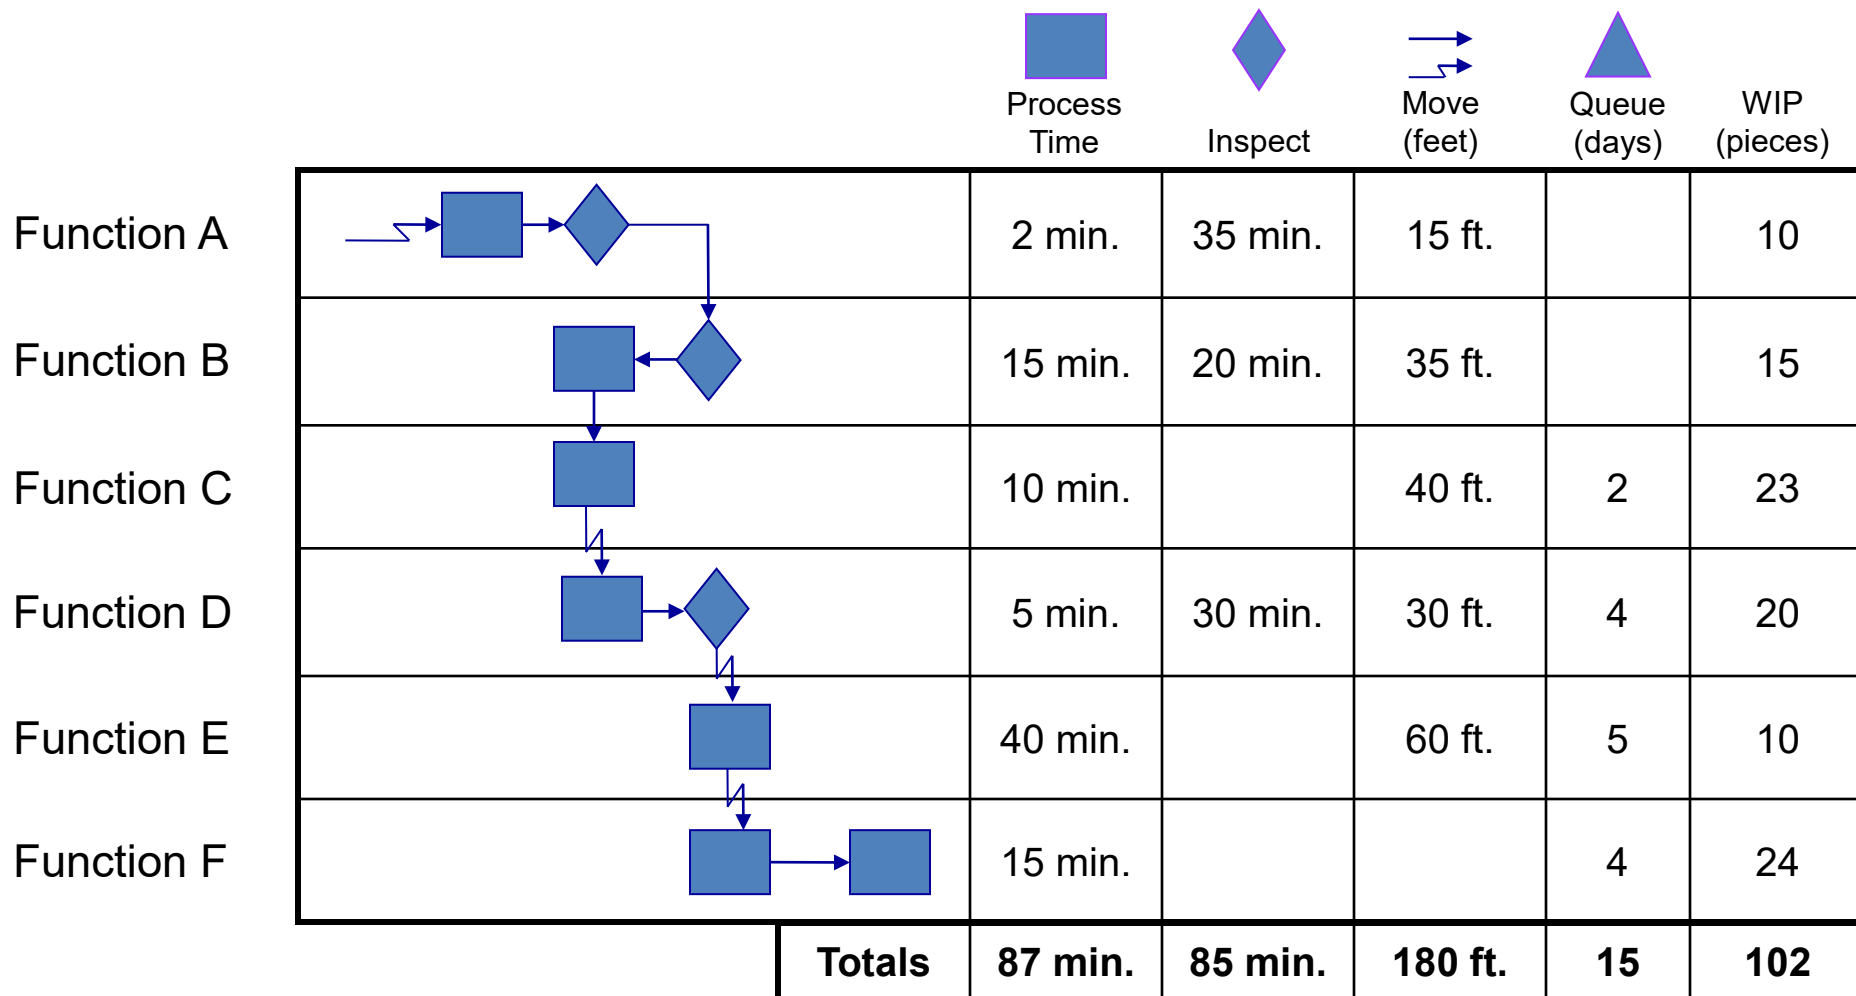 Process Time
Inspect
Move (feet)
Queue (days)
WIP (pieces)
Function A 2 min. 35 min. 15 ft. 10
Function B 15 min. 20 min. 35 ft. 15
Function C 10 min. 40 ft. 2 23
Function D 5 min. 30 min. 30 ft. 4 20
Function E 40 min. 60 ft. 5 10
Function F 15 min. 4 24
Totals 87 min. 85 min. 180 ft. 15 102